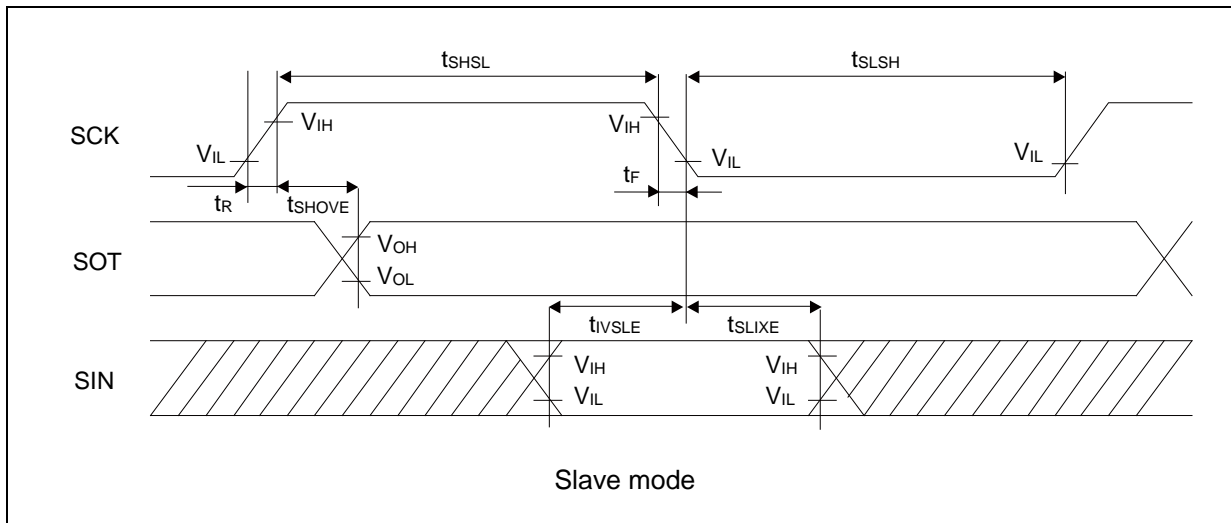 tSHSL
tSLSH
SCK
VIH
VIH
VIL
VIL
VIL
tR
tSHOVE
tF
SOT
VOH
VOL
tIVSLE
tSLIXE
SIN
VIH
VIH
VIL
VIL
Slave mode